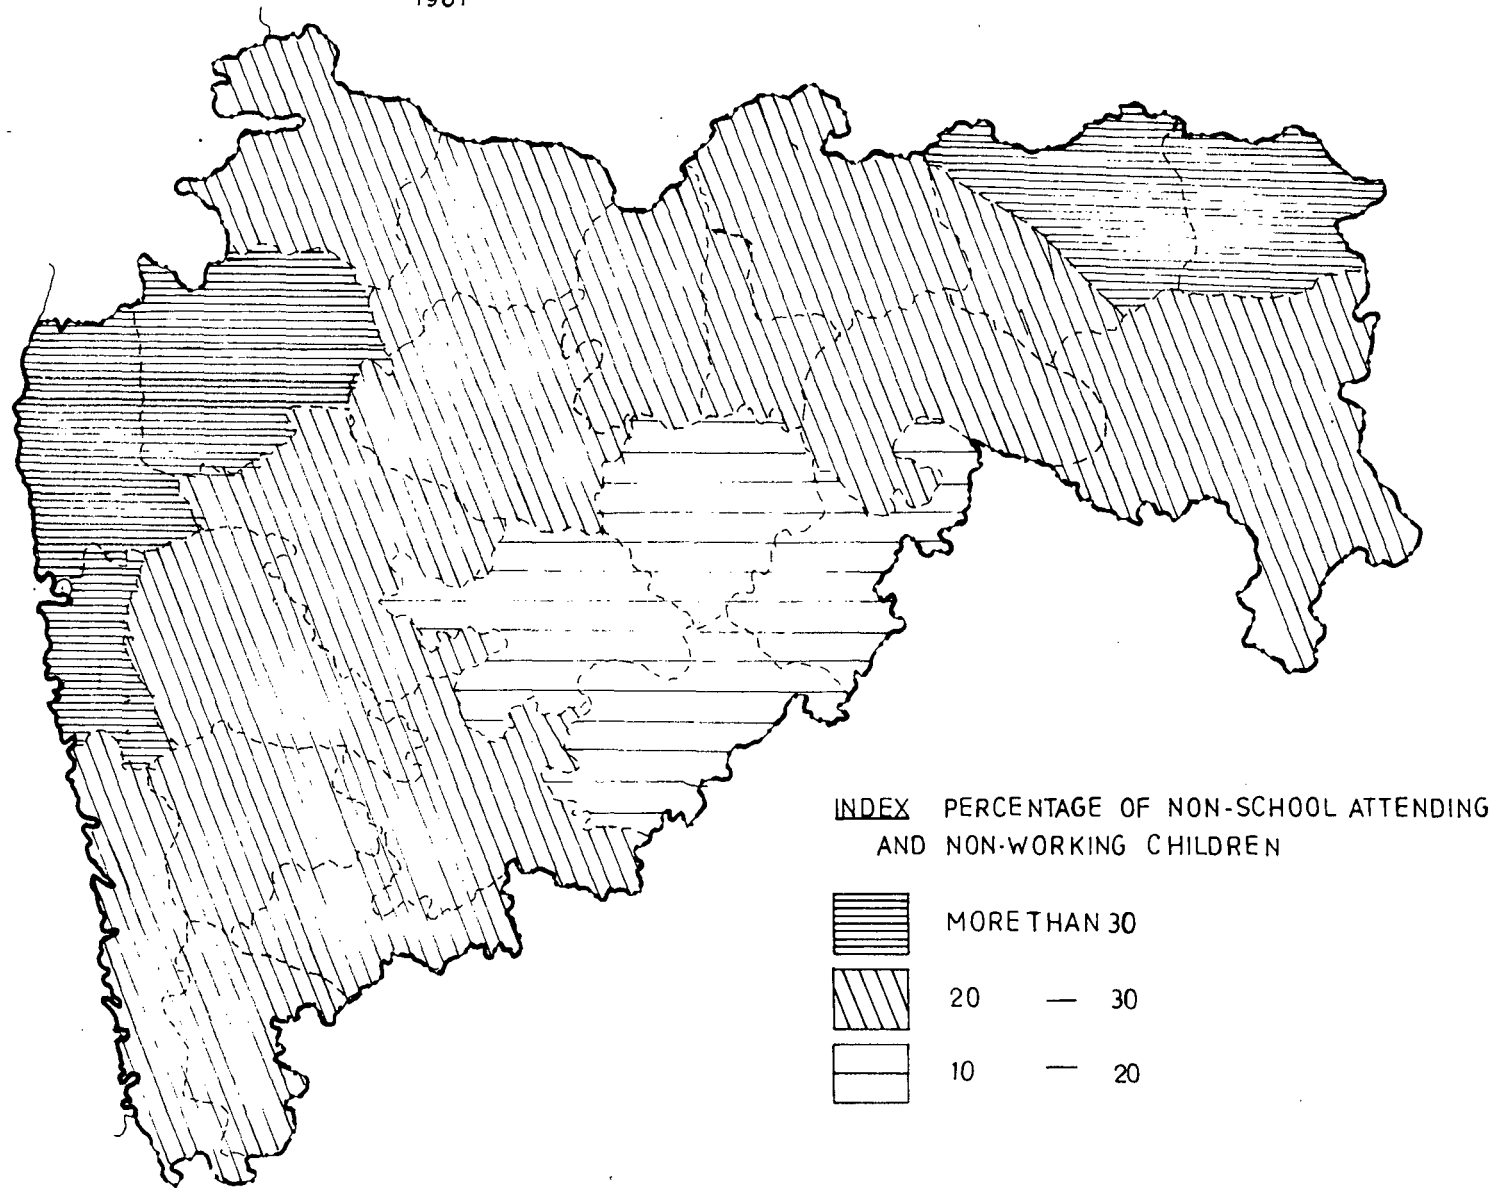 INDEX PERCENTAGE OF NON-SCHOOL ATTENDING
AND NON-WORKING CHILDREN
MORE THAN 30
20 — 30
10 — 20